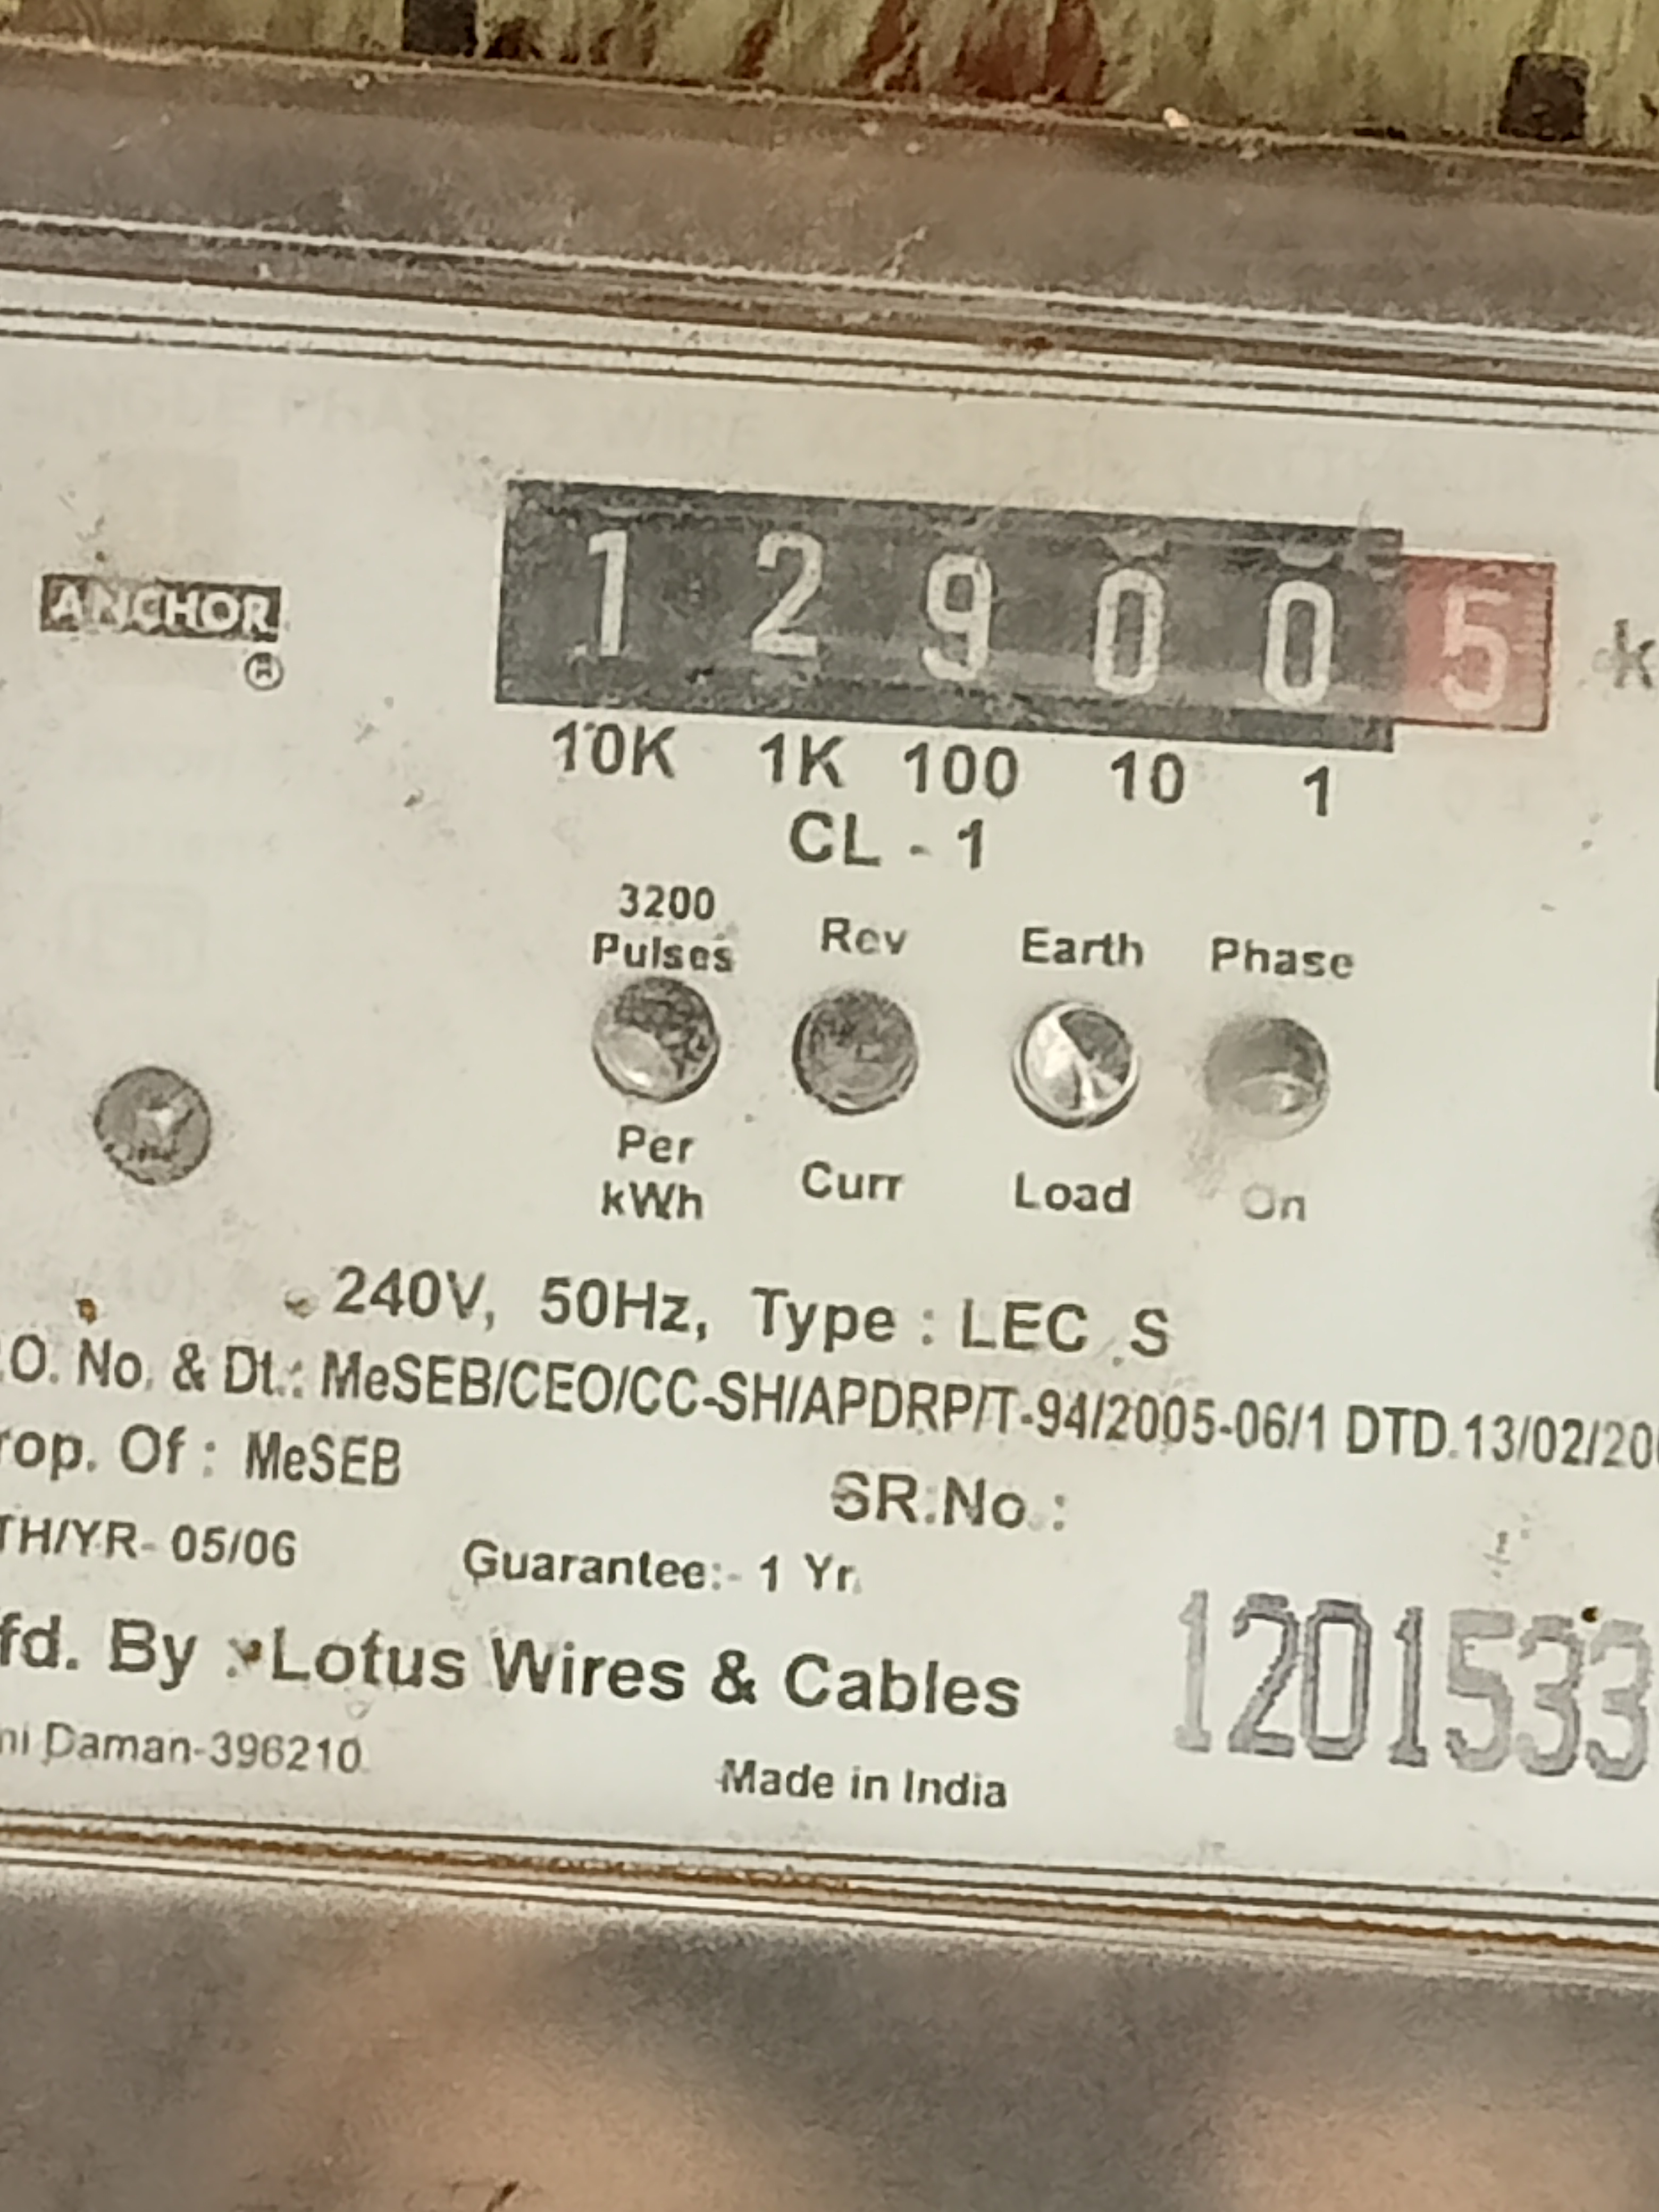 ANCHOR
®
1 2 9 0 0 5 k
10K 1K 100 10 1
CL - 1
3200
Pulses
Rev
Earth
Phase
Per
kWh
Curr
Load
On
240V, 50Hz, Type : LEC S
.O. No. & Dt.: MeSEB/CEO/CC-SH/APDRP/T-94/2005-06/1 DTD.13/02/200
rop. Of : MeSEB
SR.No. :
TH/YR- 05/06
Guarantee:- 1 Yr.
1201533
fd. By : Lotus Wires & Cables
ni Daman-396210.
Made in India